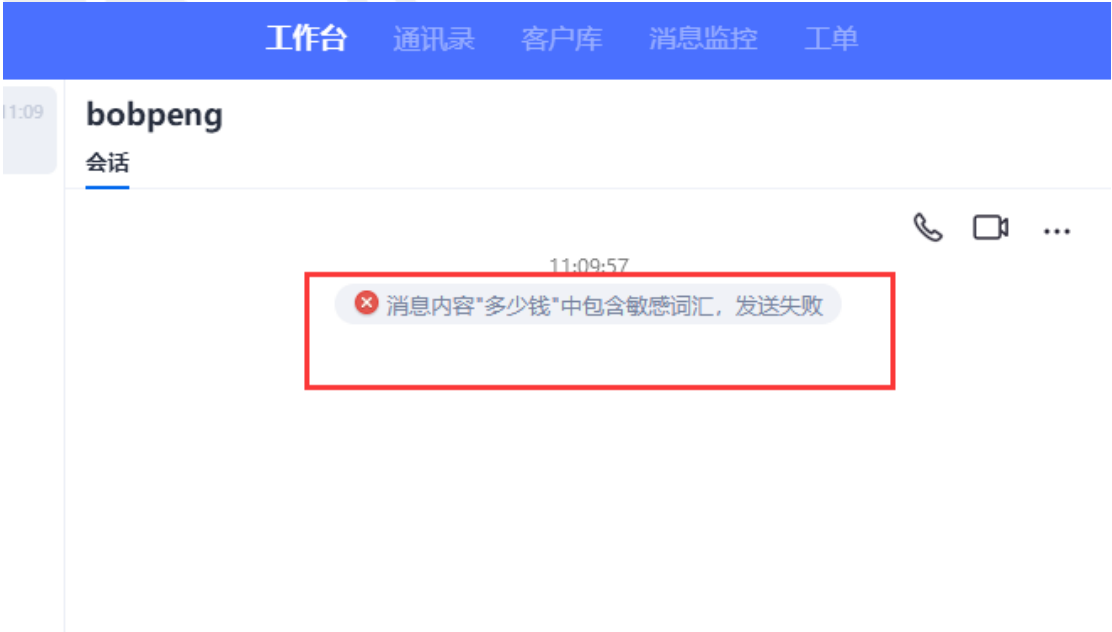 工作台 通讯录 客户库 消息监控 工单
11:09
bobpeng
会话
11:09:57
消息内容"多少钱"中包含敏感词汇，发送失败